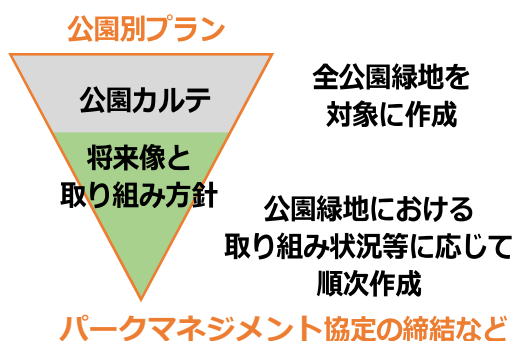 公園別プラン
公園カルテ
全公園緑地を
対象に作成
将来像と
取り組み方針
公園緑地における
取り組み状況等に応じて
順次作成
パークマネジメント協定の締結など